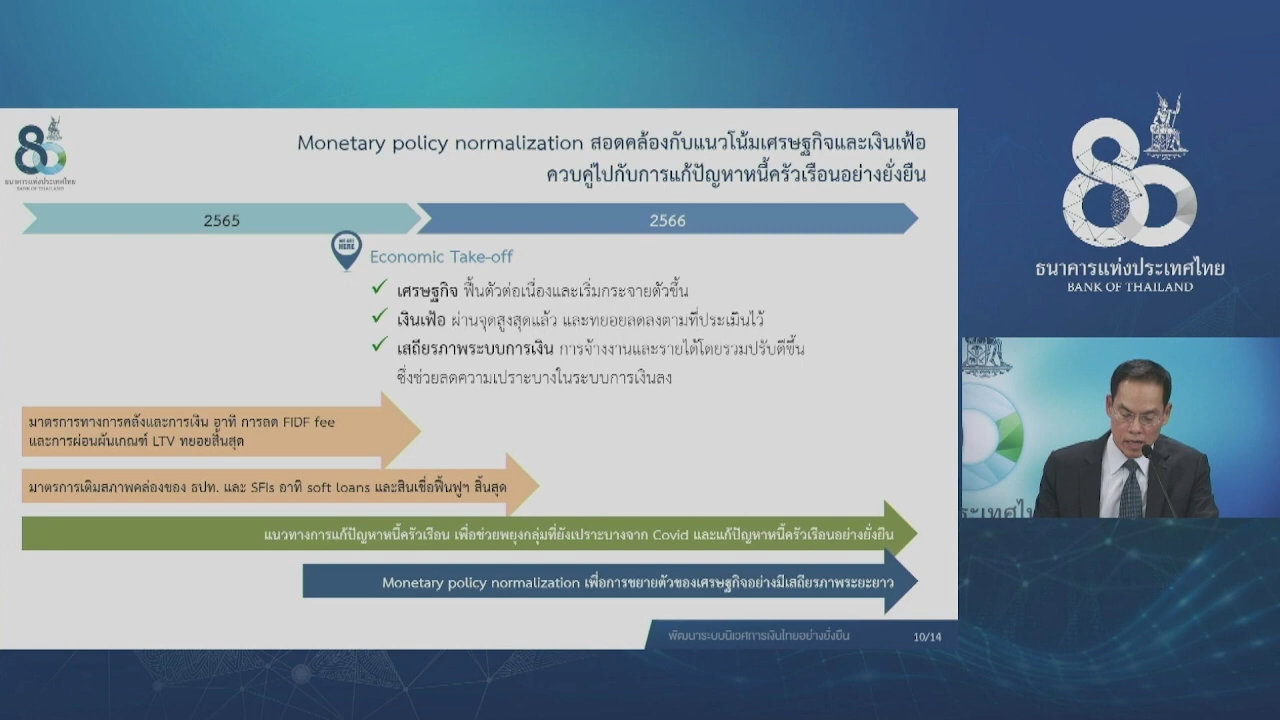 ธนาคารแห่งประเทศไทย
BANK OF THAILAND
Monetary policy normalization สอดคล้องกับแนวโน้มเศรษฐกิจและเงินเฟ้อ
ควบคู่ไปกับการแก้ปัญหาหนี้ครัวเรือนอย่างยั่งยืน
2565
2566
WE ARE
HERE
Economic Take-off
เศรษฐกิจ ฟื้นตัวต่อเนื่องและเริ่มกระจายตัวขึ้น
เงินเฟ้อ ผ่านจุดสูงสุดแล้ว และทยอยลดลงตามที่ประเมินไว้
เสถียรภาพระบบการเงิน การจ้างงานและรายได้โดยรวมปรับดีขึ้น
ซึ่งช่วยลดความเปราะบางในระบบการเงินลง
มาตรการทางการคลังและการเงิน อาทิ การลด FIDF fee
และการผ่อนผันเกณฑ์ LTV ทยอยสิ้นสุด
มาตรการเติมสภาพคล่องของ ธปท. และ SFIs อาทิ soft loans และสินเชื่อฟื้นฟูฯ สิ้นสุด
แนวทางการแก้ปัญหาหนี้ครัวเรือน เพื่อช่วยพยุงกลุ่มที่ยังเปราะบางจาก Covid และแก้ปัญหาหนี้ครัวเรือนอย่างยั่งยืน
Monetary policy normalization เพื่อการขยายตัวของเศรษฐกิจอย่างมีเสถียรภาพระยะยาว
พัฒนาระบบนิเวศการเงินไทยอย่างยั่งยืน
10/14
80
ธนาคารแห่งประเทศไทย
BANK OF THAILAND